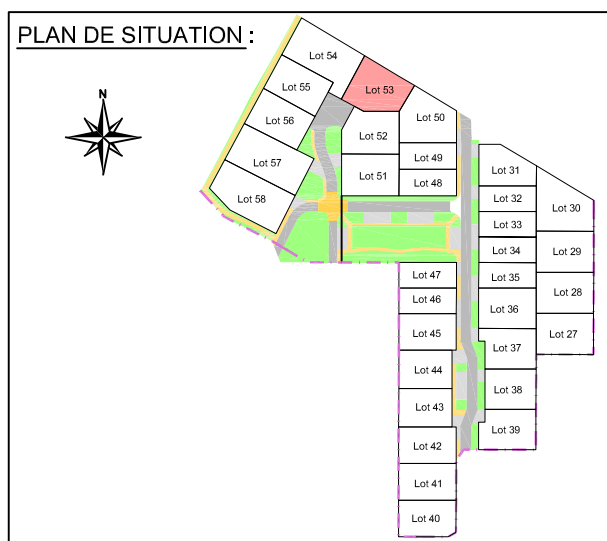 PLAN DE SITUATION :
N
Lot 54
Lot 53
Lot 55
Lot 56
Lot 57
Lot 58
Lot 52
Lot 51
Lot 50
Lot 49
Lot 48
Lot 31
Lot 32
Lot 33
Lot 34
Lot 35
Lot 36
Lot 37
Lot 38
Lot 39
Lot 30
Lot 29
Lot 28
Lot 27
Lot 47
Lot 46
Lot 45
Lot 44
Lot 43
Lot 42
Lot 41
Lot 40